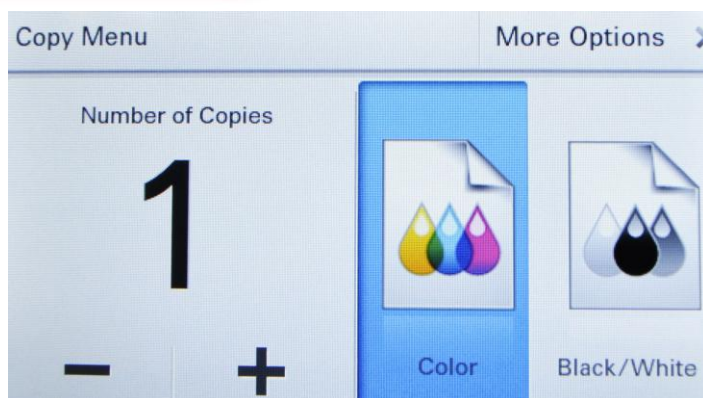 Copy Menu
More Options
Number of Copies
1
− +
Color
Black/White